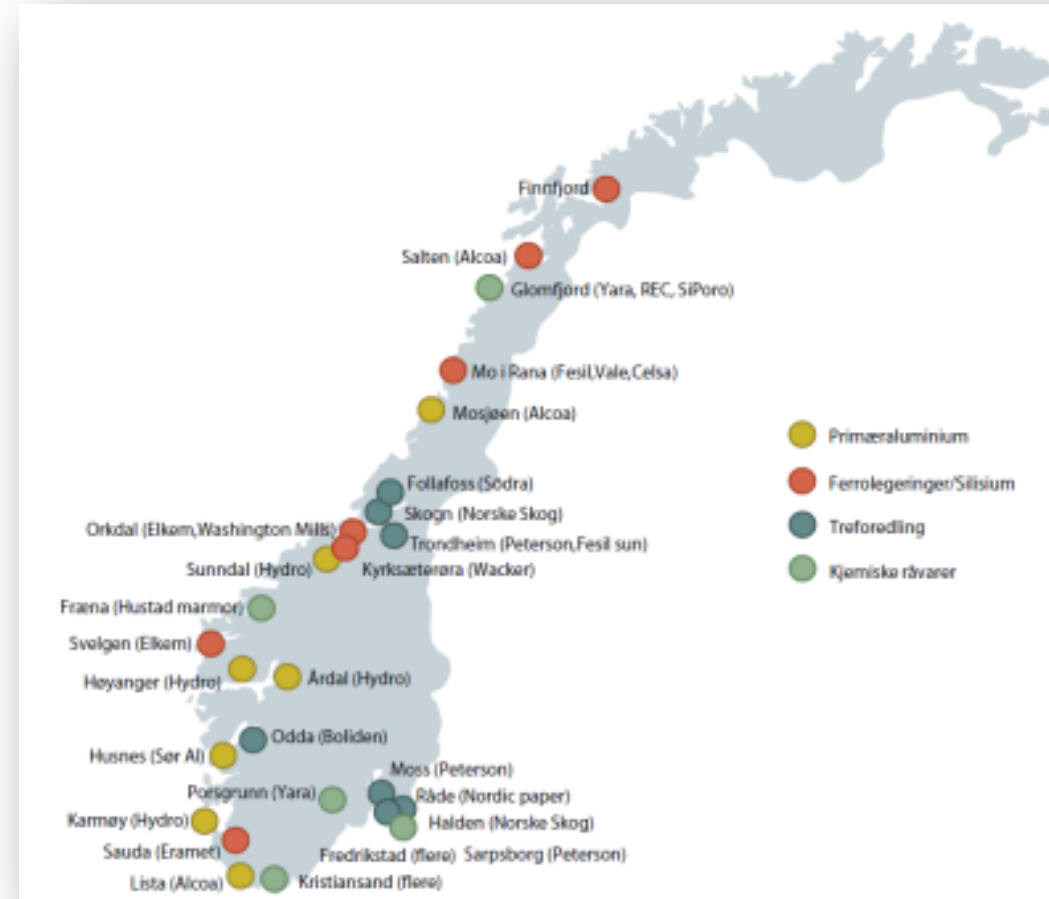 Finnfjord
Salten (Alcoa)
Glomfjord (Yara, REC, SiPoro)
Mo i Rana (Fesil,Vale,Celsa)
Mosjøen (Alcoa)
Primæraluminium
Ferrolegeringer/Silisium
Treforedling
Kjemiske råvarer
Follafoss (Södra)
Skogn (Norske Skog)
Orkdal (Elkem,Washington Mills)
Trondheim (Peterson,Fesil sun)
Sunndal (Hydro)
Kyrksæterøra (Wacker)
Fræna (Hustad marmor)
Svelgen (Elkem)
Høyanger (Hydro)
Årdal (Hydro)
Odda (Boliden)
Husnes (Sør Al)
Moss (Peterson)
Porsgrunn (Yara)
Råde (Nordic paper)
Karmøy (Hydro)
Halden (Norske Skog)
Sauda (Eramet)
Fredrikstad (flere) Sarpsborg (Peterson)
Lista (Alcoa)
Kristiansand (flere)